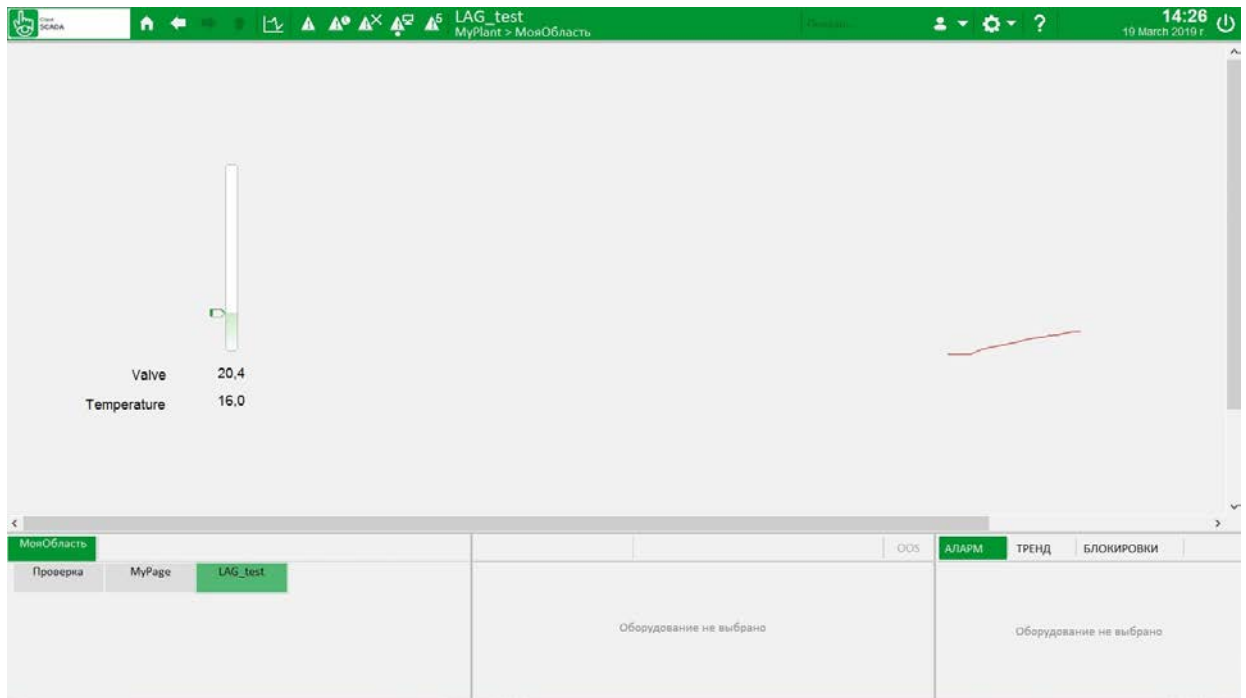 SCADA
LAG_test
MyPlant > МояОбласть
14:26
19 March 2019 г.
5
Valve 20,4
Temperature 16,0
МояОбласть
Проверка MyPage LAG_test
OOS
Оборудование не выбрано
АЛАРМ ТРЕНД БЛОКИРОВКИ
Оборудование не выбрано